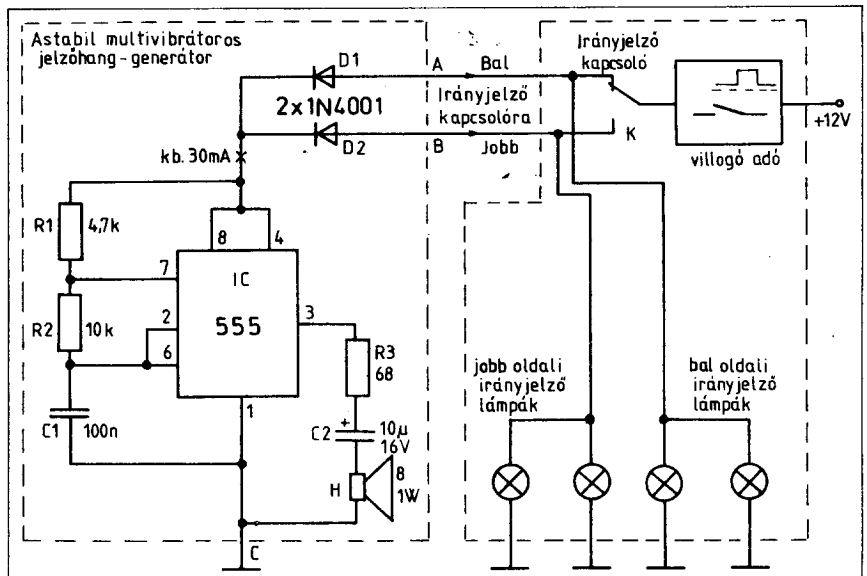 Astabil multivibrátoros
jelzőhang-generátor
D1
2x1N4001
D2
kb. 30mA
A
Bal
Irányjelző
kapcsolóra
B
Jobb
Irányjelző
kapcsoló
K
villogó adó
+12V
R1
4,7k
8
4
7
IC
555
2
6
3
1
R2
10k
C1
100n
R3
68
+
C2
10µ
16V
H
8
1W
C
jobb oldali
irányjelző
lámpák
bal oldali
irányjelző
lámpák